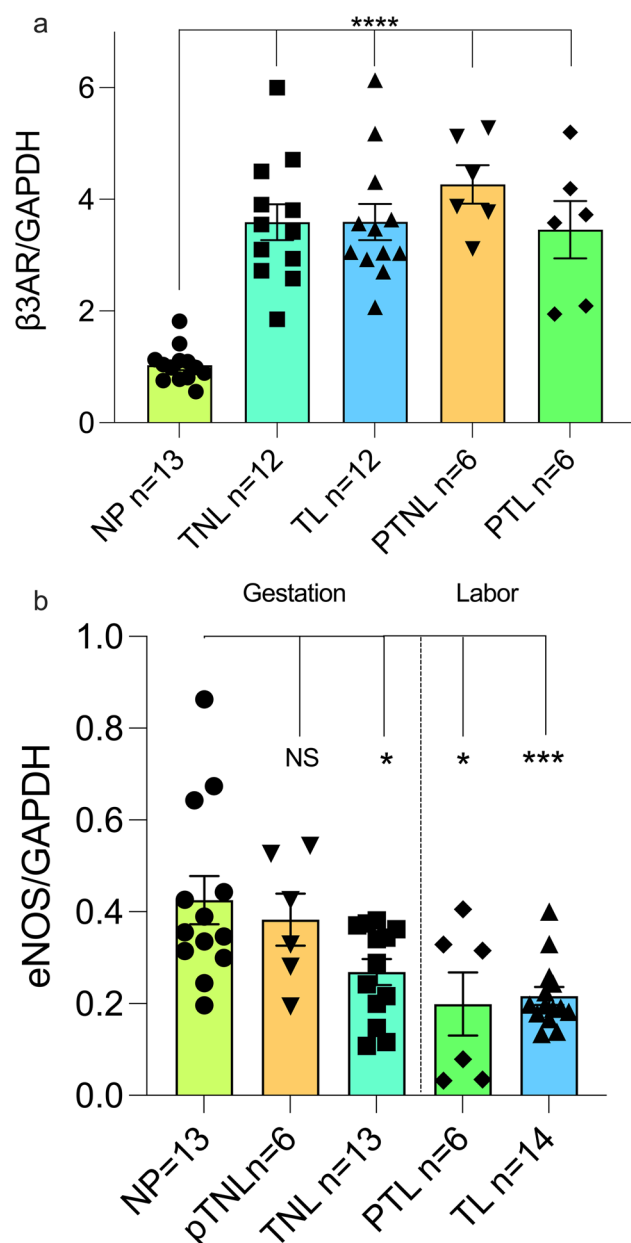 a
****
β3AR/GAPDH
6
4
2
0
NP n=13
TNL n=12
TL n=12
PTNL n=6
PTL n=6
b
Gestation
Labor
eNOS/GAPDH
1.0
0.8
0.6
0.4
0.2
0.0
NS
*
*
***
NP=13
pTNLn=6
TNL n=13
PTL n=6
TL n=14